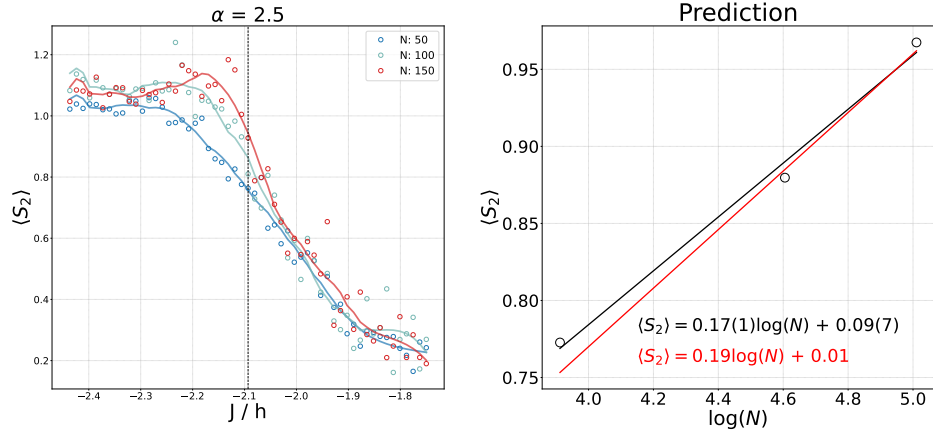 α = 2.5
N: 50
N: 100
N: 150
⟨S₂⟩
1.2
1.0
0.8
0.6
0.4
0.2
−2.4
−2.3
−2.2
−2.1
−2.0
−1.9
−1.8
J / h
Prediction
⟨S₂⟩
0.95
0.90
0.85
0.80
0.75
⟨S₂⟩ = 0.17(1)log(N) + 0.09(7)
⟨S₂⟩ = 0.19log(N) + 0.01
4.0
4.2
4.4
4.6
4.8
5.0
log(N)